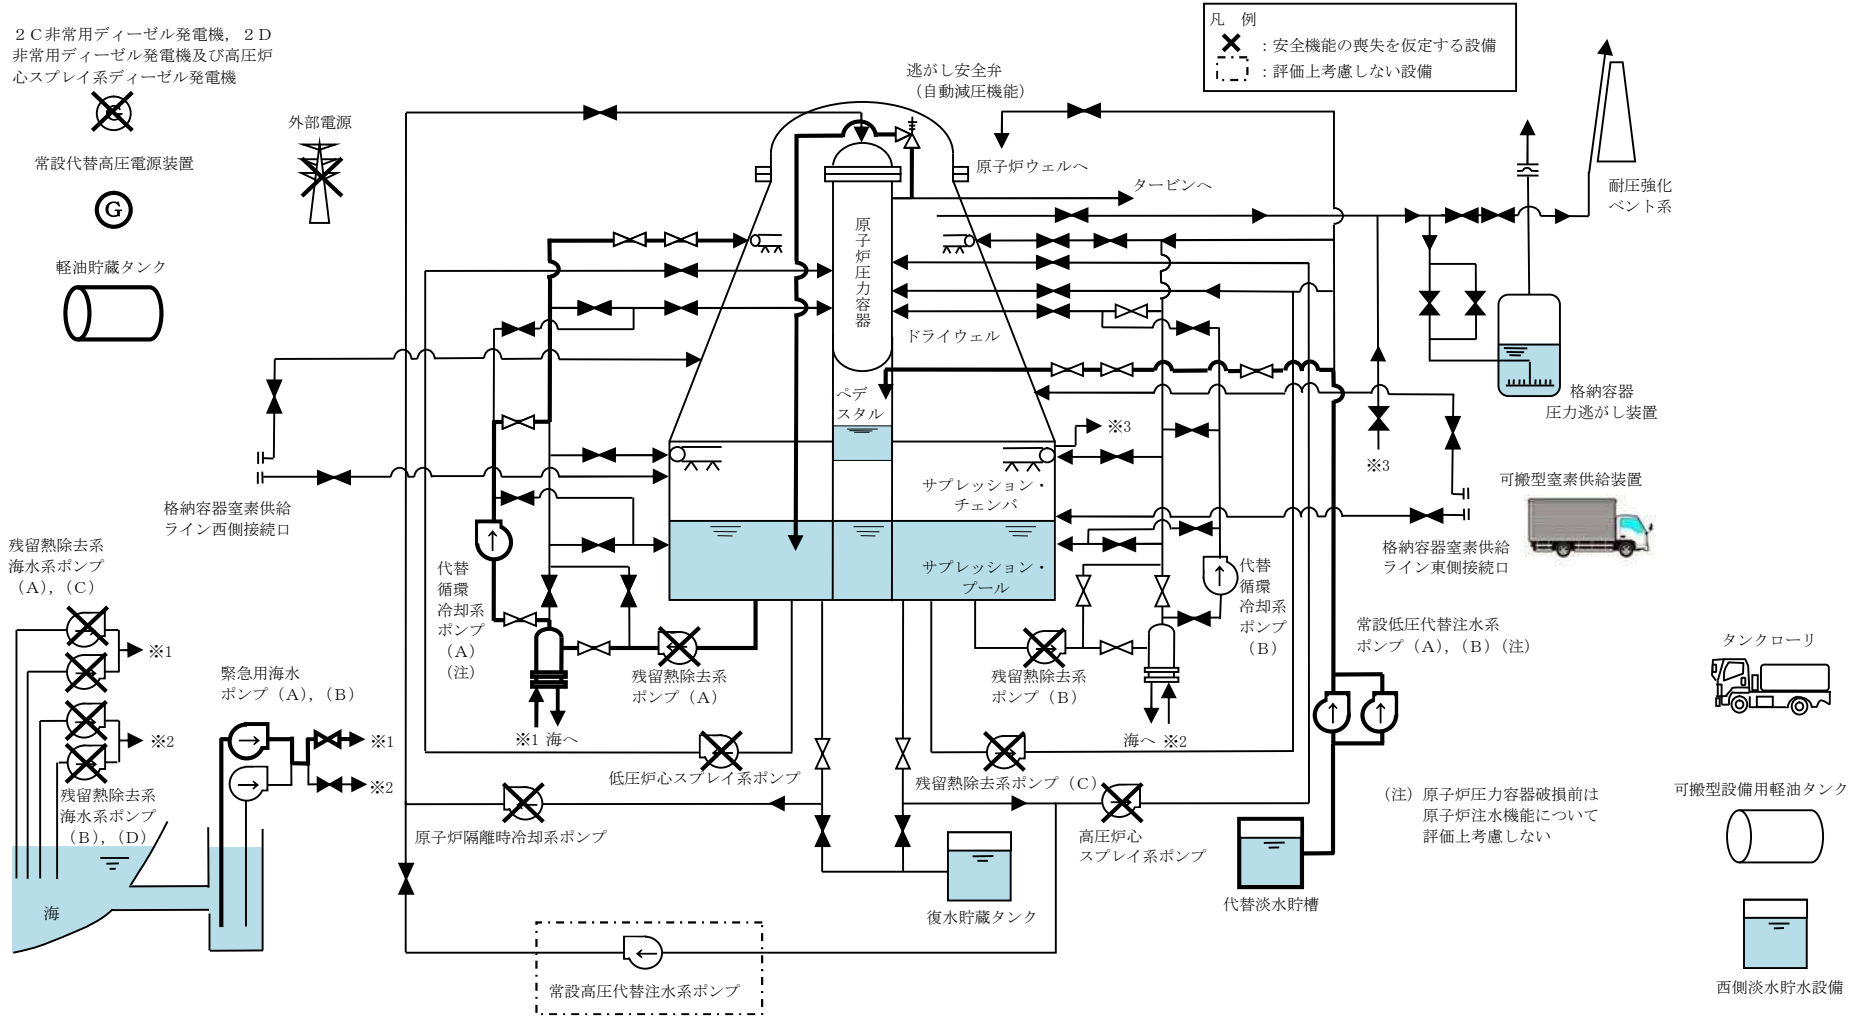 ２Ｃ非常用ディーゼル発電機，２Ｄ
非常用ディーゼル発電機及び高圧炉
心スプレイ系ディーゼル発電機
G
常設代替高圧電源装置
G
軽油貯蔵タンク
外部電源
凡　例
：安全機能の喪失を仮定する設備
：評価上考慮しない設備
逃がし安全弁
（自動減圧機能）
原子炉ウェルへ
タービンへ
耐圧強化
ベント系
原子炉圧力容器
ドライウェル
ペデ
スタル
※3
※3
格納容器
圧力逃がし装置
サプレッション・
チェンバ
サプレッション・
プール
格納容器窒素供給
ライン西側接続口
格納容器窒素供給
ライン東側接続口
可搬型窒素供給装置
残留熱除去系
海水系ポンプ
（Ａ），（Ｃ）
※1
※2
残留熱除去系
海水系ポンプ
（Ｂ），（Ｄ）
海
緊急用海水
ポンプ（Ａ），（Ｂ）
※1
※2
代替
循環
冷却系
ポンプ
（Ａ）
（注）
残留熱除去系
ポンプ（Ａ）
※1 海へ
残留熱除去系
ポンプ（Ｂ）
海へ ※2
代替
循環
冷却系
ポンプ
（Ｂ）
常設低圧代替注水系
ポンプ（Ａ），（Ｂ）（注）
タンクローリ
低圧炉心スプレイ系ポンプ
残留熱除去系ポンプ（Ｃ）
原子炉隔離時冷却系ポンプ
高圧炉心
スプレイ系ポンプ
（注）原子炉圧力容器破損前は
原子炉注水機能について
評価上考慮しない
可搬型設備用軽油タンク
復水貯蔵タンク
代替淡水貯槽
常設高圧代替注水系ポンプ
西側淡水貯水設備